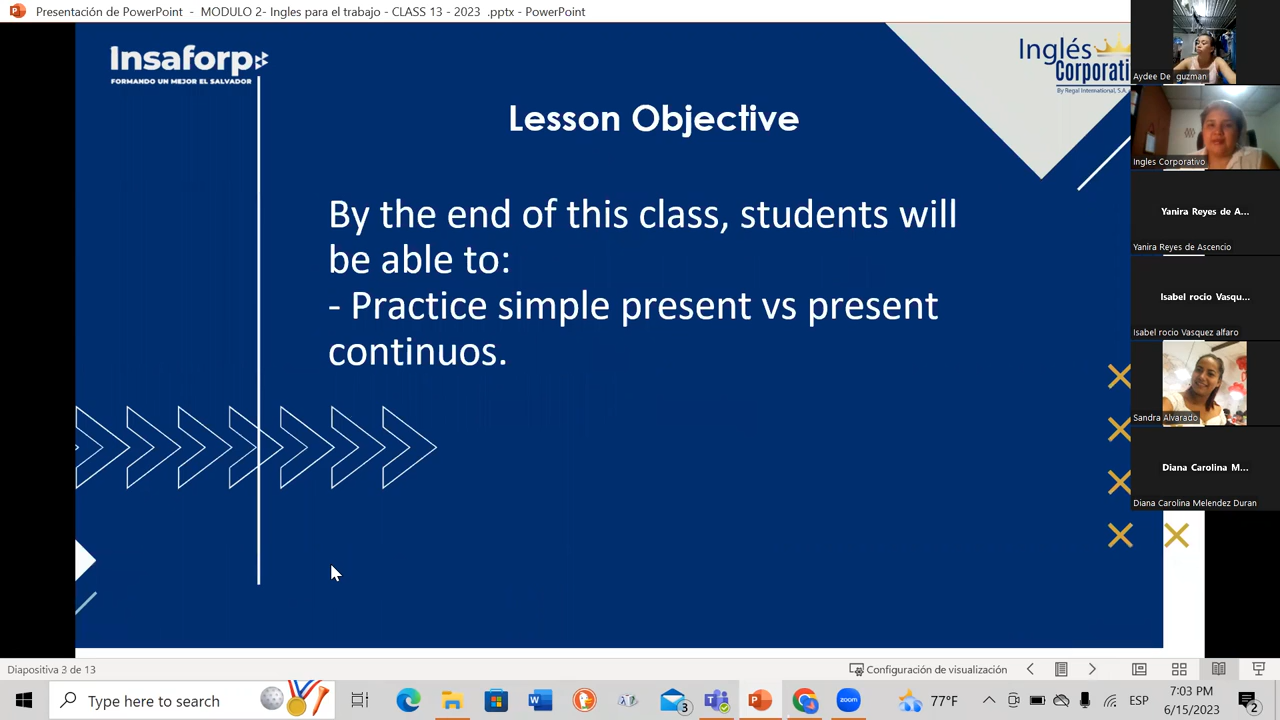 Presentación de PowerPoint - MODULO 2- Ingles para el trabajo - CLASS 13 - 2023 .pptx - PowerPoint
Insaforp
FORMANDO UN MEJOR EL SALVADOR
Inglés
Corporati
By Regal International, S.A.
Lesson Objective
By the end of this class, students will
be able to:
- Practice simple present vs present
continuos.
Aydee De guzman
Ingles Corporativo
Yanira Reyes de A...
Yanira Reyes de Ascencio
Isabel rocio Vasqu...
Isabel rocio Vasquez alfaro
Sandra Alvarado
Diana Carolina M...
Diana Carolina Melendez Duran
Diapositiva 3 de 13
Configuración de visualización
Type here to search
3
zoom
77°F
ESP
7:03 PM
6/15/2023
2